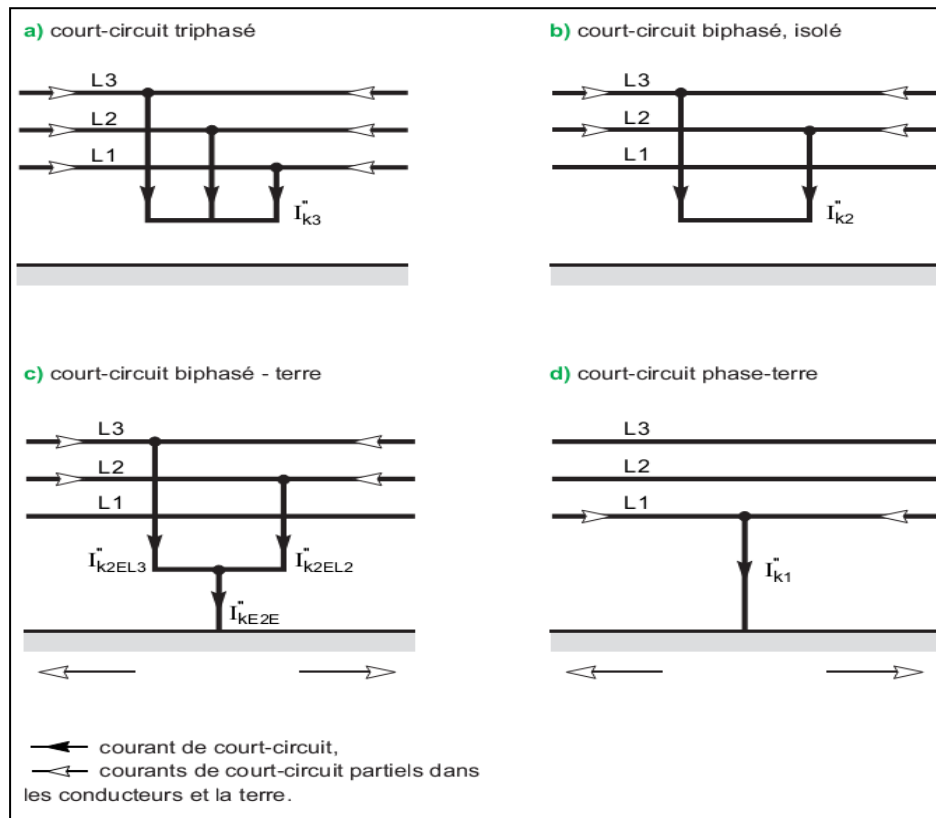 a) court-circuit triphasé
L3
L2
L1
I"k3
b) court-circuit biphasé, isolé
L3
L2
L1
I"k2
c) court-circuit biphasé - terre
L3
L2
L1
I"k2EL3
I"k2EL2
I"kE2E
d) court-circuit phase-terre
L3
L2
L1
I"k1
courant de court-circuit,
courants de court-circuit partiels dans
les conducteurs et la terre.